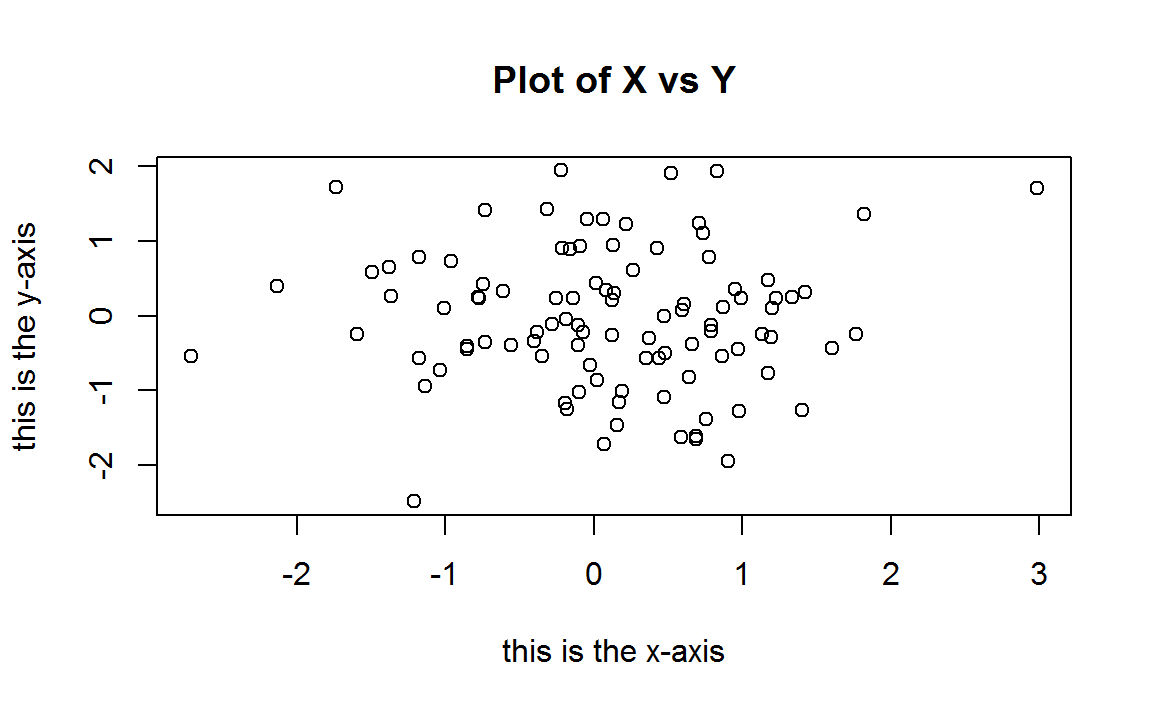 Plot of X vs Y
this is the y-axis
2
1
0
-1
-2
-2 -1 0 1 2 3
this is the x-axis